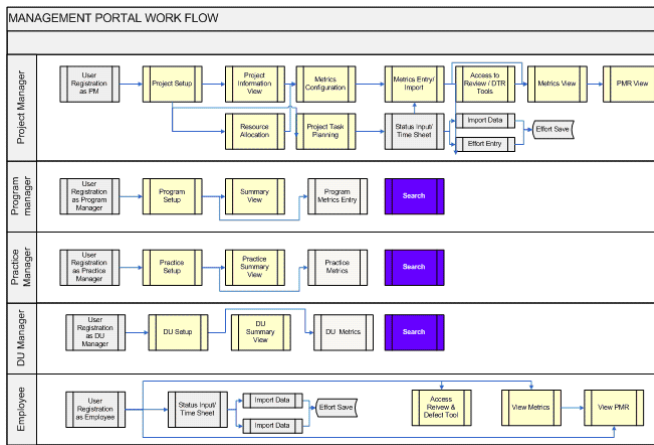 MANAGEMENT PORTAL WORK FLOW
Project Manager
User
Registration
as PM
Project Setup
Project
Information
View
Metrics
Configuration
Metrics Entry/
Import
Access to
Review / DTR
Tools
Metrics View
PMR View
Resource
Allocation
Project Task
Planning
Status Input/
Time Sheet
Import Data
Effort Entry
Effort Save
Program
manager
User
Registration
as Program
Manager
Program
Setup
Summary
View
Program
Metrics Entry
Search
Practice
Manager
User
Registration
as Practice
Manager
Practice
Setup
Practice
Summary
View
Practice
Metrics
Search
DU Manager
User
Registration
as DU
Manager
DU Setup
DU
Summary
View
DU Metrics
Search
Employee
User
Registration
as Employee
Status Input/
Time Sheet
Import Data
Import Data
Effort Save
Access
Reivew &
Defect Tool
View Metrics
View PMR